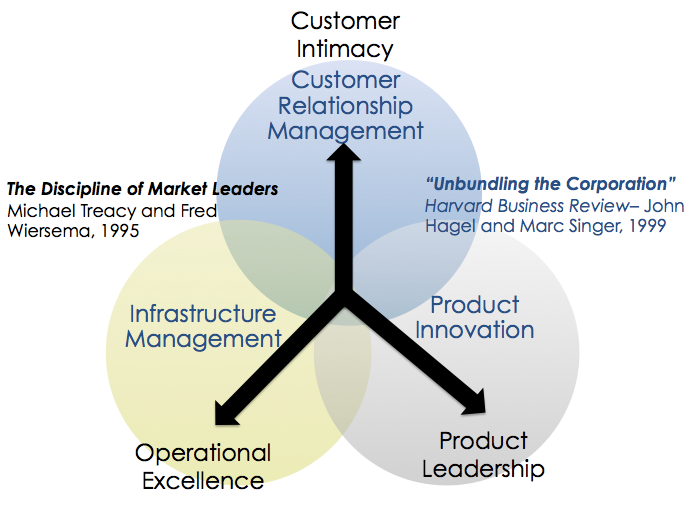 Customer
Intimacy
Customer
Relationship
Management
The Discipline of Market Leaders
Michael Treacy and Fred
Wiersema, 1995
“Unbundling the Corporation”
Harvard Business Review– John
Hagel and Marc Singer, 1999
Infrastructure
Management
Product
Innovation
Operational
Excellence
Product
Leadership